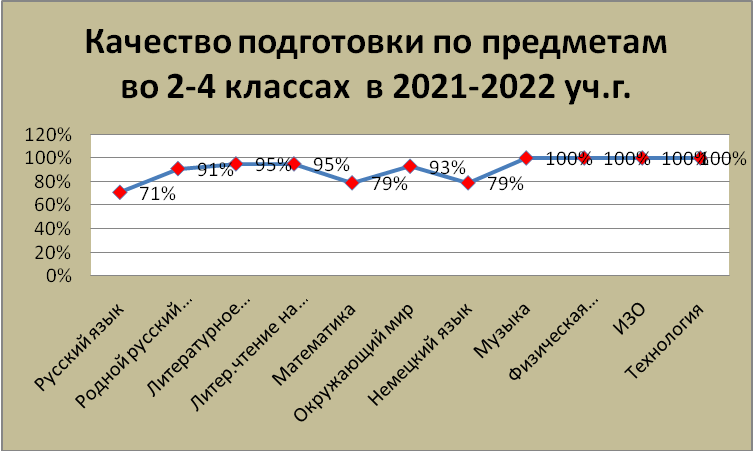 Качество подготовки по предметам
во 2-4 классах в 2021-2022 уч.г.
120%
100%
80%
60%
40%
20%
0%
71%
91%
95%
95%
79%
93%
79%
100%
100%
100%
100%
Русский язык
Родной русский...
Литературное...
Литер.чтение на...
Математика
Окружающий мир
Немецкий язык
Музыка
Физическая...
ИЗО
Технология